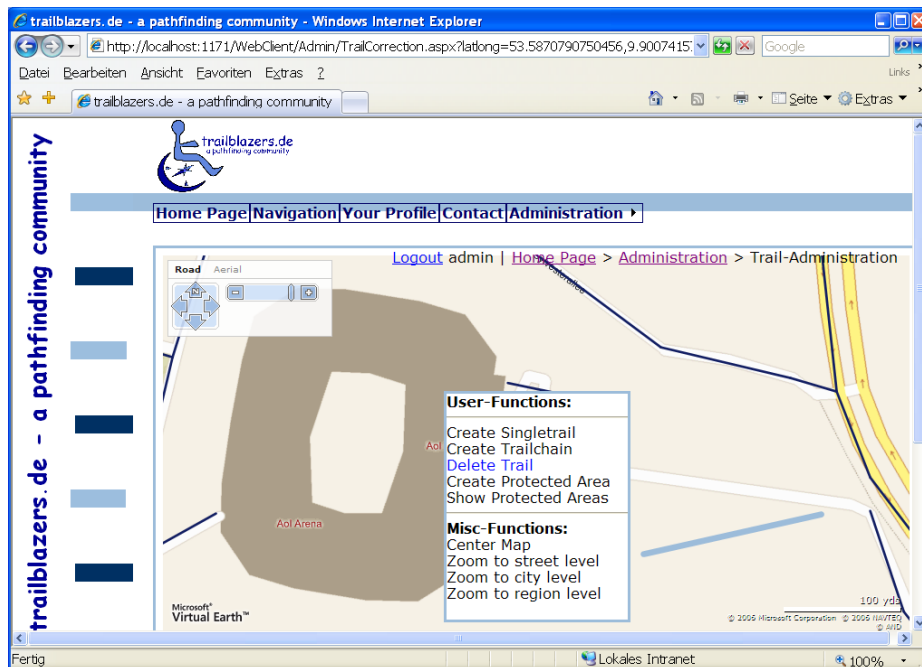 trailblazers.de - a pathfinding community - Windows Internet Explorer
http://localhost:1171/WebClient/Admin/TrailCorrection.aspx?latlong=53.5870790750456,9.90074157
Google
Datei Bearbeiten Ansicht Favoriten Extras ?
Links
trailblazers.de - a pathfinding community
Seite Extras
trailblazers.de
a pathfinding community
trailblazers.de - a pathfinding community
Home Page Navigation Your Profile Contact Administration
Logout admin | Home Page > Administration > Trail-Administration
Road Aerial
N
User-Functions:
Create Singletrail
Create Trailchain
Aol
Delete Trail
Create Protected Area
Show Protected Areas
Aol Arena
Misc-Functions:
Center Map
Zoom to street level
Zoom to city level
Zoom to region level
100 yds
Microsoft®
Virtual Earth™
© 2006 Microsoft Corporation © 2006 NAVTEQ
© AND
Fertig
Lokales Intranet
100%